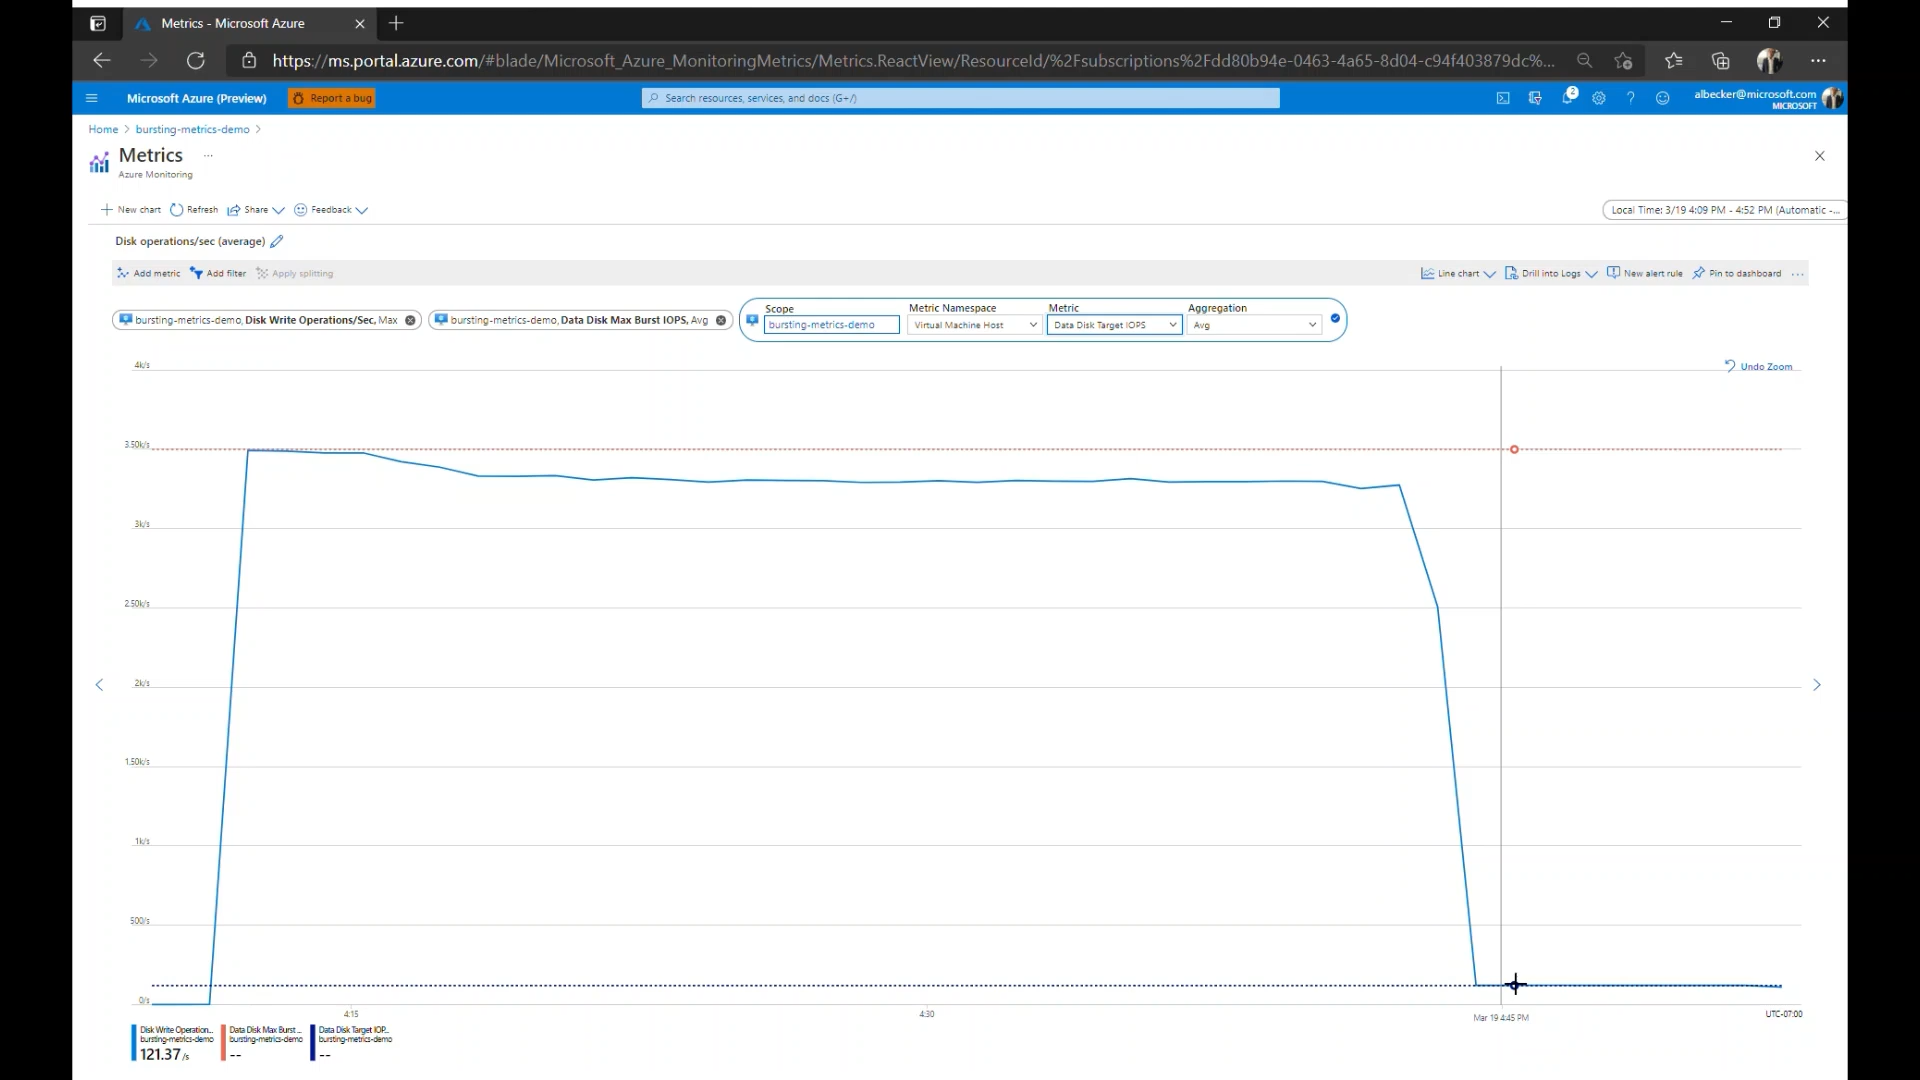 Metrics - Microsoft Azure
https://ms.portal.azure.com/#blade/Microsoft_Azure_MonitoringMetrics/Metrics.ReactView/ResourceId/%2Fsubscriptions%2Fdd80b94e-0463-4a65-8d04-c94f403879dc%...
Microsoft Azure (Preview)
Report a bug
Search resources, services, and docs (G+/)
2
albecker@microsoft.com
MICROSOFT
Home > bursting-metrics-demo >
Metrics ...
Azure Monitoring
New chart Refresh Share Feedback
Local Time: 3/19 4:09 PM - 4:52 PM (Automatic -...
Disk operations/sec (average)
Add metric Add filter Apply splitting
Line chart Drill into Logs New alert rule Pin to dashboard ...
bursting-metrics-demo, Disk Write Operations/Sec, Max
bursting-metrics-demo, Data Disk Max Burst IOPS, Avg
Scope Metric Namespace Metric Aggregation
bursting-metrics-demo Virtual Machine Host Data Disk Target IOPS Avg
Undo Zoom
4k/s
3.50k/s
3k/s
2.50k/s
2k/s
1.50k/s
1k/s
500/s
0/s
4:15 4:30 Mar 19 4:45 PM UTC-07:00
Disk Write Operation... Data Disk Max Burst ... Data Disk Target IOP...
bursting-metrics-demo bursting-metrics-demo bursting-metrics-demo
121.37 /s -- --